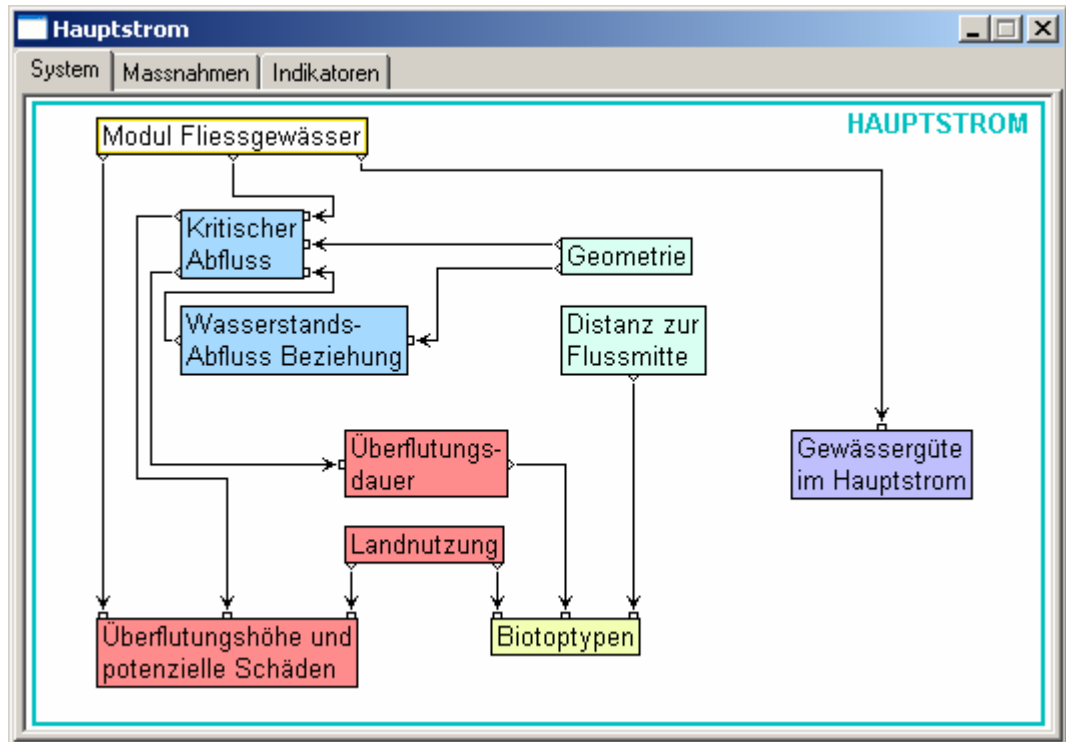 Hauptstrom
System Massnahmen Indikatoren
HAUPTSTROM
Modul Fliessgewässer
Kritischer
Abfluss
Geometrie
Wasserstands-
Abfluss Beziehung
Distanz zur
Flussmitte
Überflutungs-
dauer
Gewässergüte
im Hauptstrom
Landnutzung
Überflutungshöhe und
potenzielle Schäden
Biotoptypen